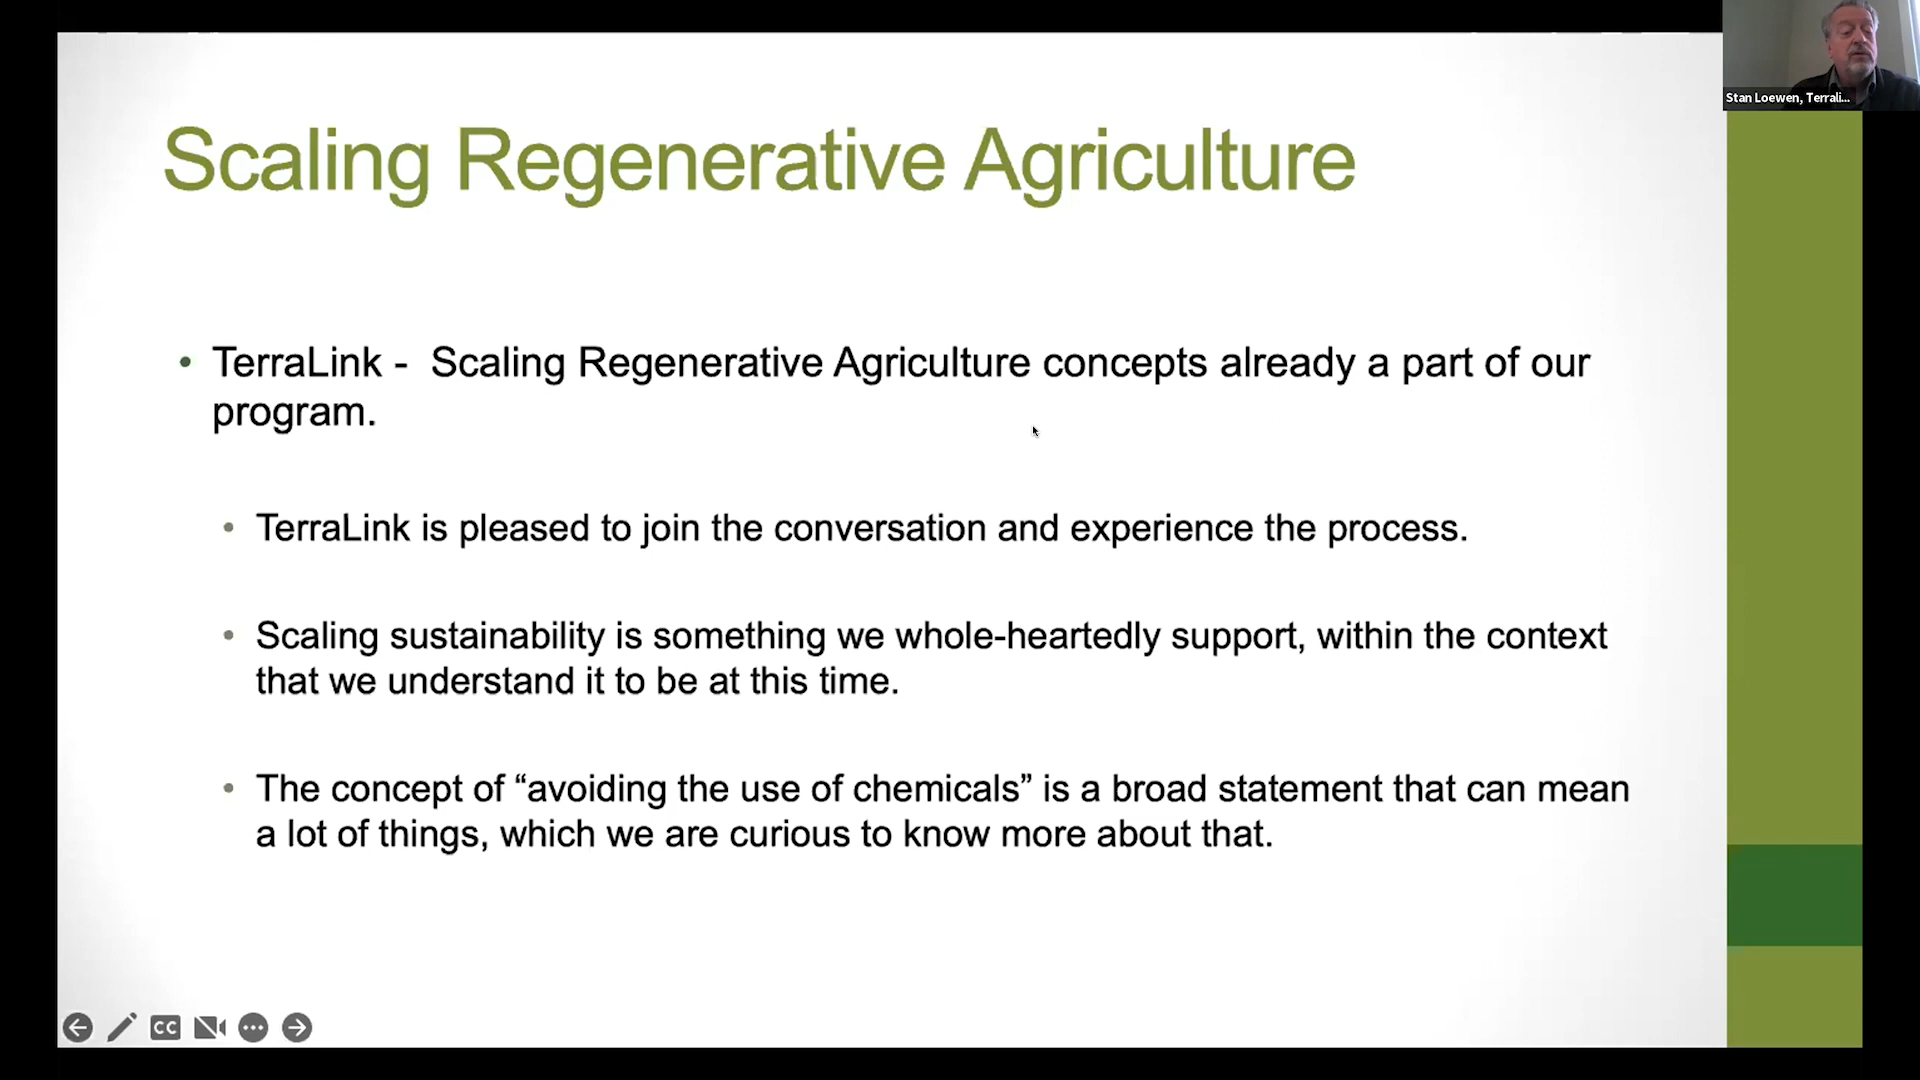 Stan Loewen, Terrali...
Scaling Regenerative Agriculture
• TerraLink -  Scaling Regenerative Agriculture concepts already a part of our
program.
• TerraLink is pleased to join the conversation and experience the process.
• Scaling sustainability is something we whole-heartedly support, within the context
that we understand it to be at this time.
• The concept of “avoiding the use of chemicals” is a broad statement that can mean
a lot of things, which we are curious to know more about that.
CC